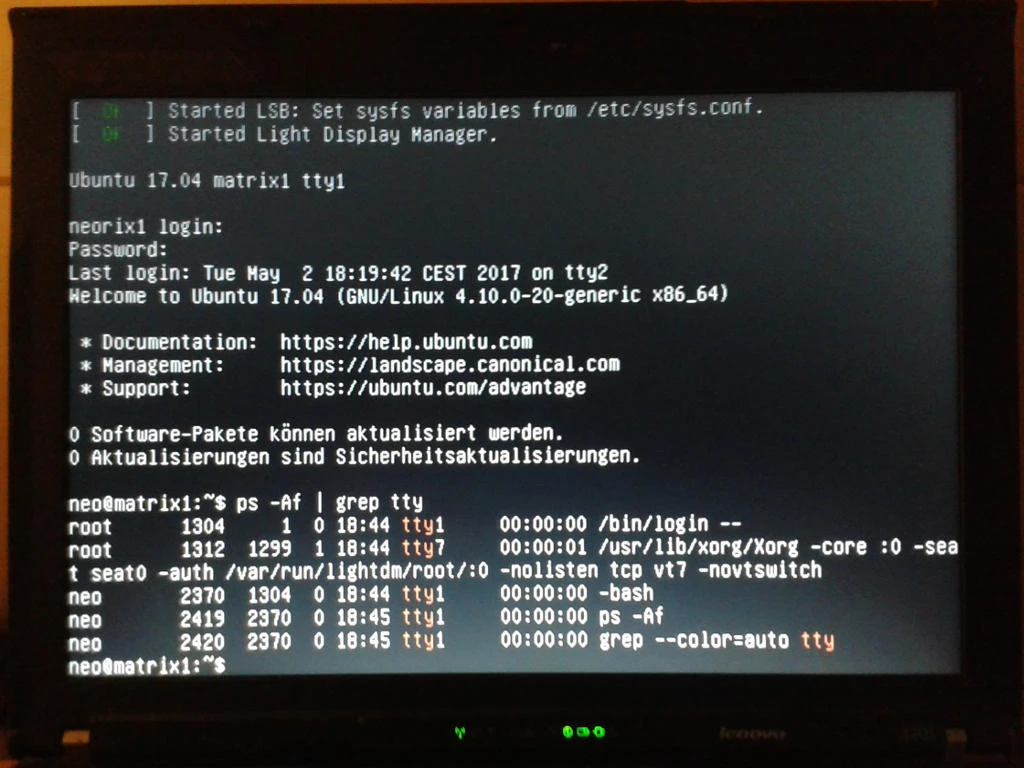 [  OK  ] Started LSB: Set sysfs variables from /etc/sysfs.conf.
[  OK  ] Started Light Display Manager.
Ubuntu 17.04 matrix1 tty1
neorix1 login:
Password:
Last login: Tue May  2 18:19:42 CEST 2017 on tty2
Welcome to Ubuntu 17.04 (GNU/Linux 4.10.0-20-generic x86_64)
* Documentation:  https://help.ubuntu.com
* Management:     https://landscape.canonical.com
* Support:        https://ubuntu.com/advantage
0 Software-Pakete können aktualisiert werden.
0 Aktualisierungen sind Sicherheitsaktualisierungen.
neo@matrix1:~$ ps -Af | grep tty
root      1304     1  0 18:44 tty1     00:00:00 /bin/login --
root      1312  1299  1 18:44 tty7     00:00:01 /usr/lib/xorg/Xorg -core :0 -sea
t seat0 -auth /var/run/lightdm/root/:0 -nolisten tcp vt7 -novtswitch
neo       2370  1304  0 18:44 tty1     00:00:00 -bash
neo       2419  2370  0 18:45 tty1     00:00:00 ps -Af
neo       2420  2370  0 18:45 tty1     00:00:00 grep --color=auto tty
neo@matrix1:~$
lenovo